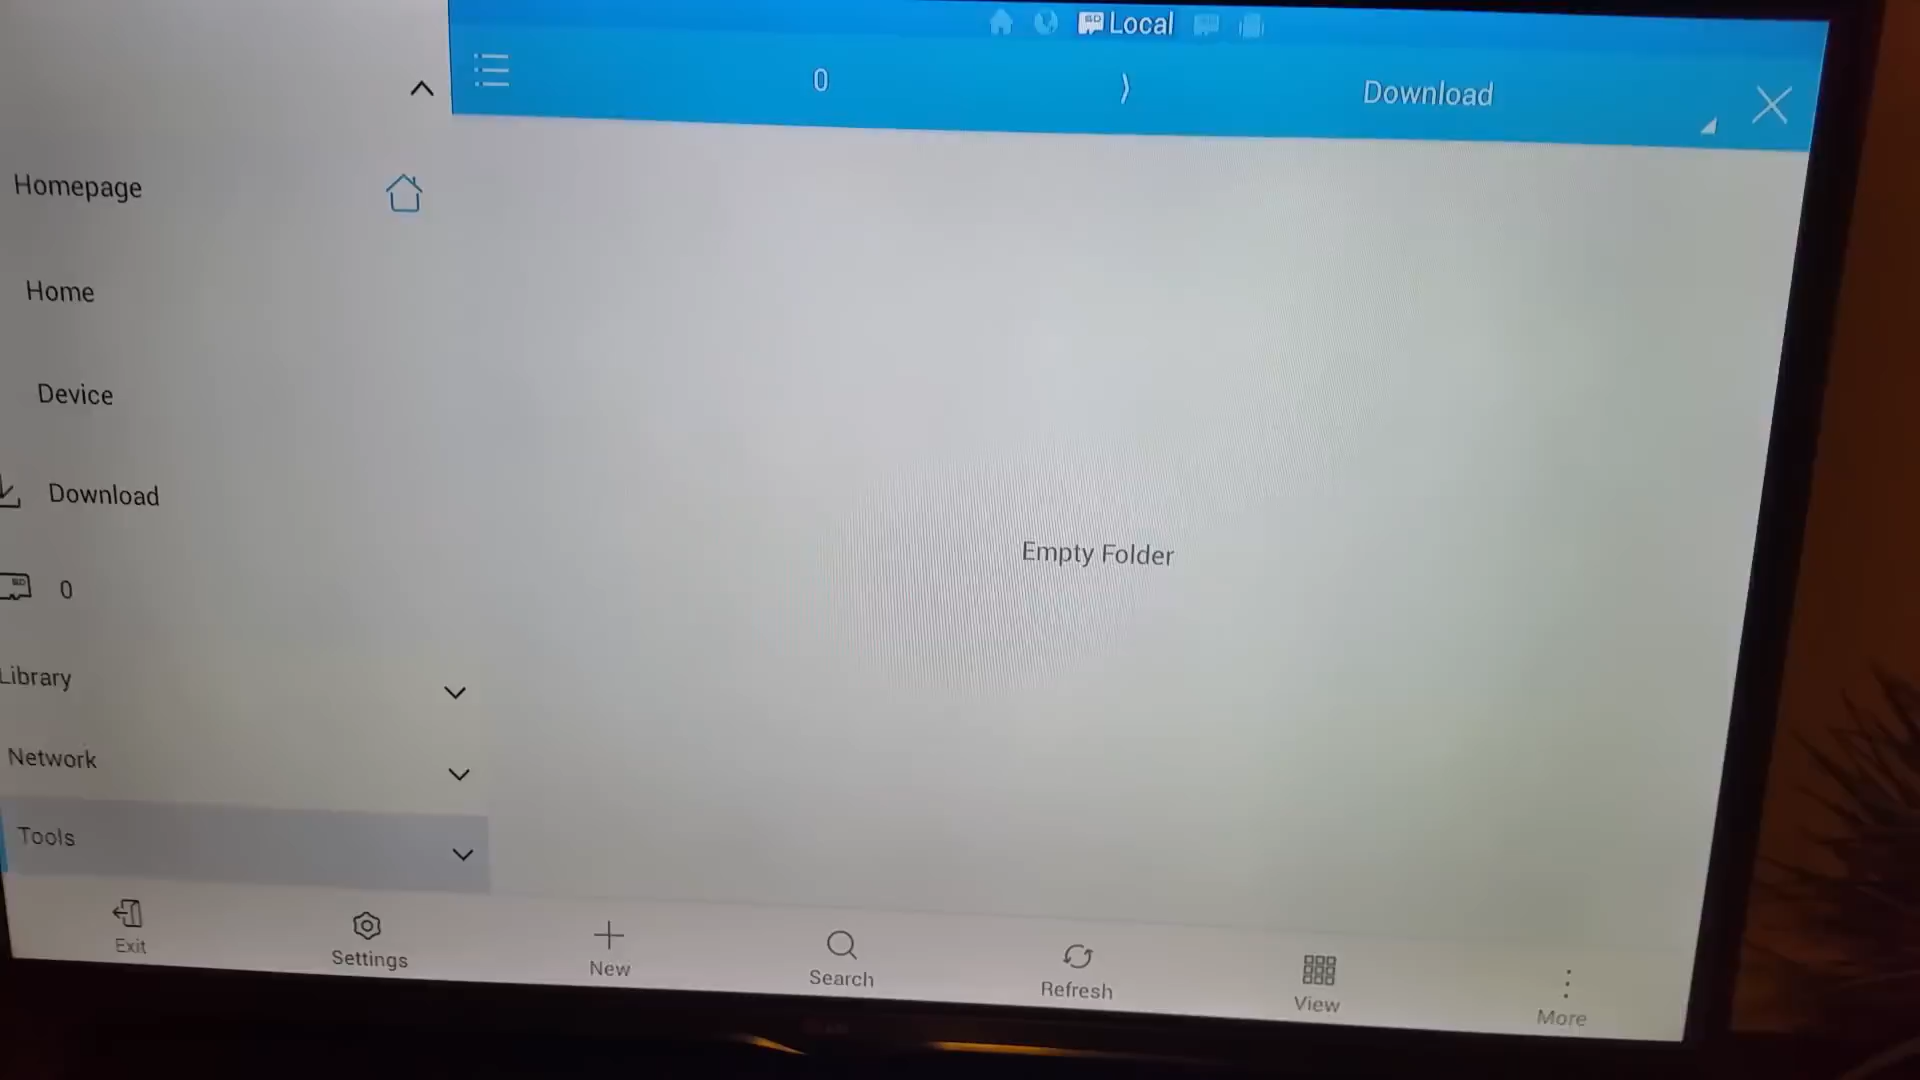 Local
0
Download
Homepage
Home
Device
Download
0
Library
Network
Tools
Empty Folder
Exit
Settings
New
Search
Refresh
View
More